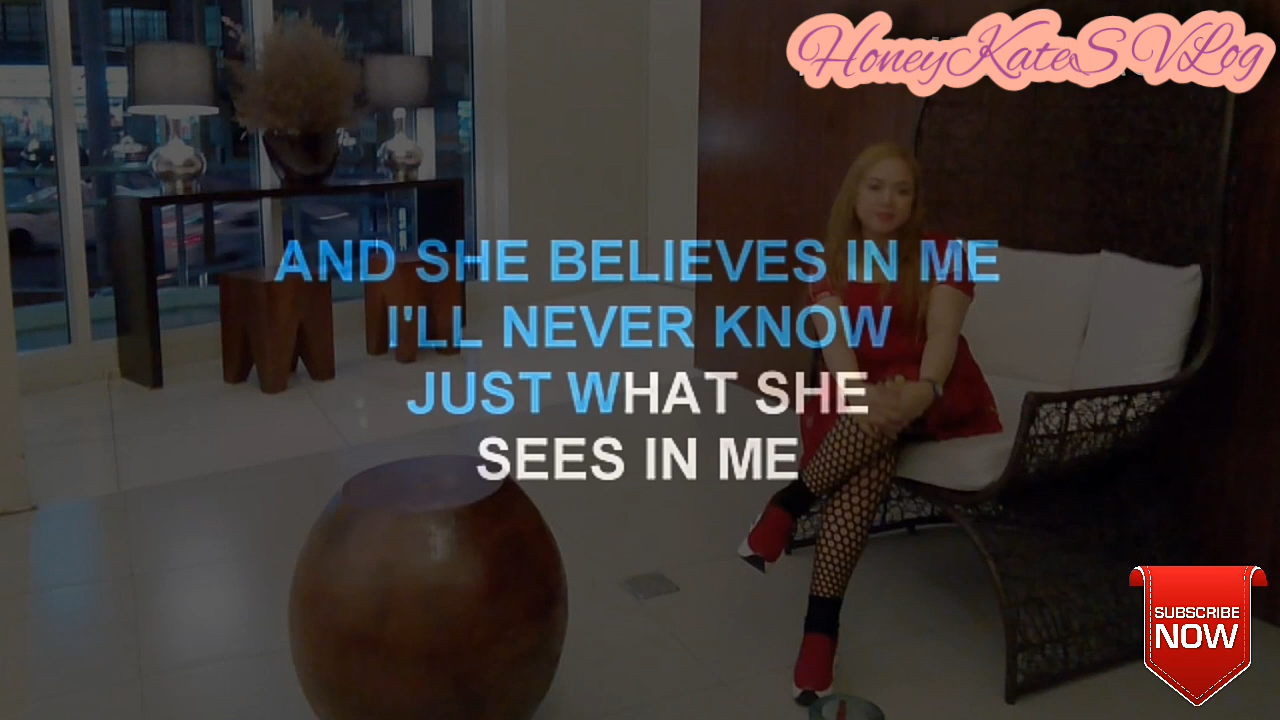 HoneyKateS VLog
AND SHE BELIEVES IN ME
I'LL NEVER KNOW
JUST WHAT SHE
SEES IN ME
SUBSCRIBE
NOW